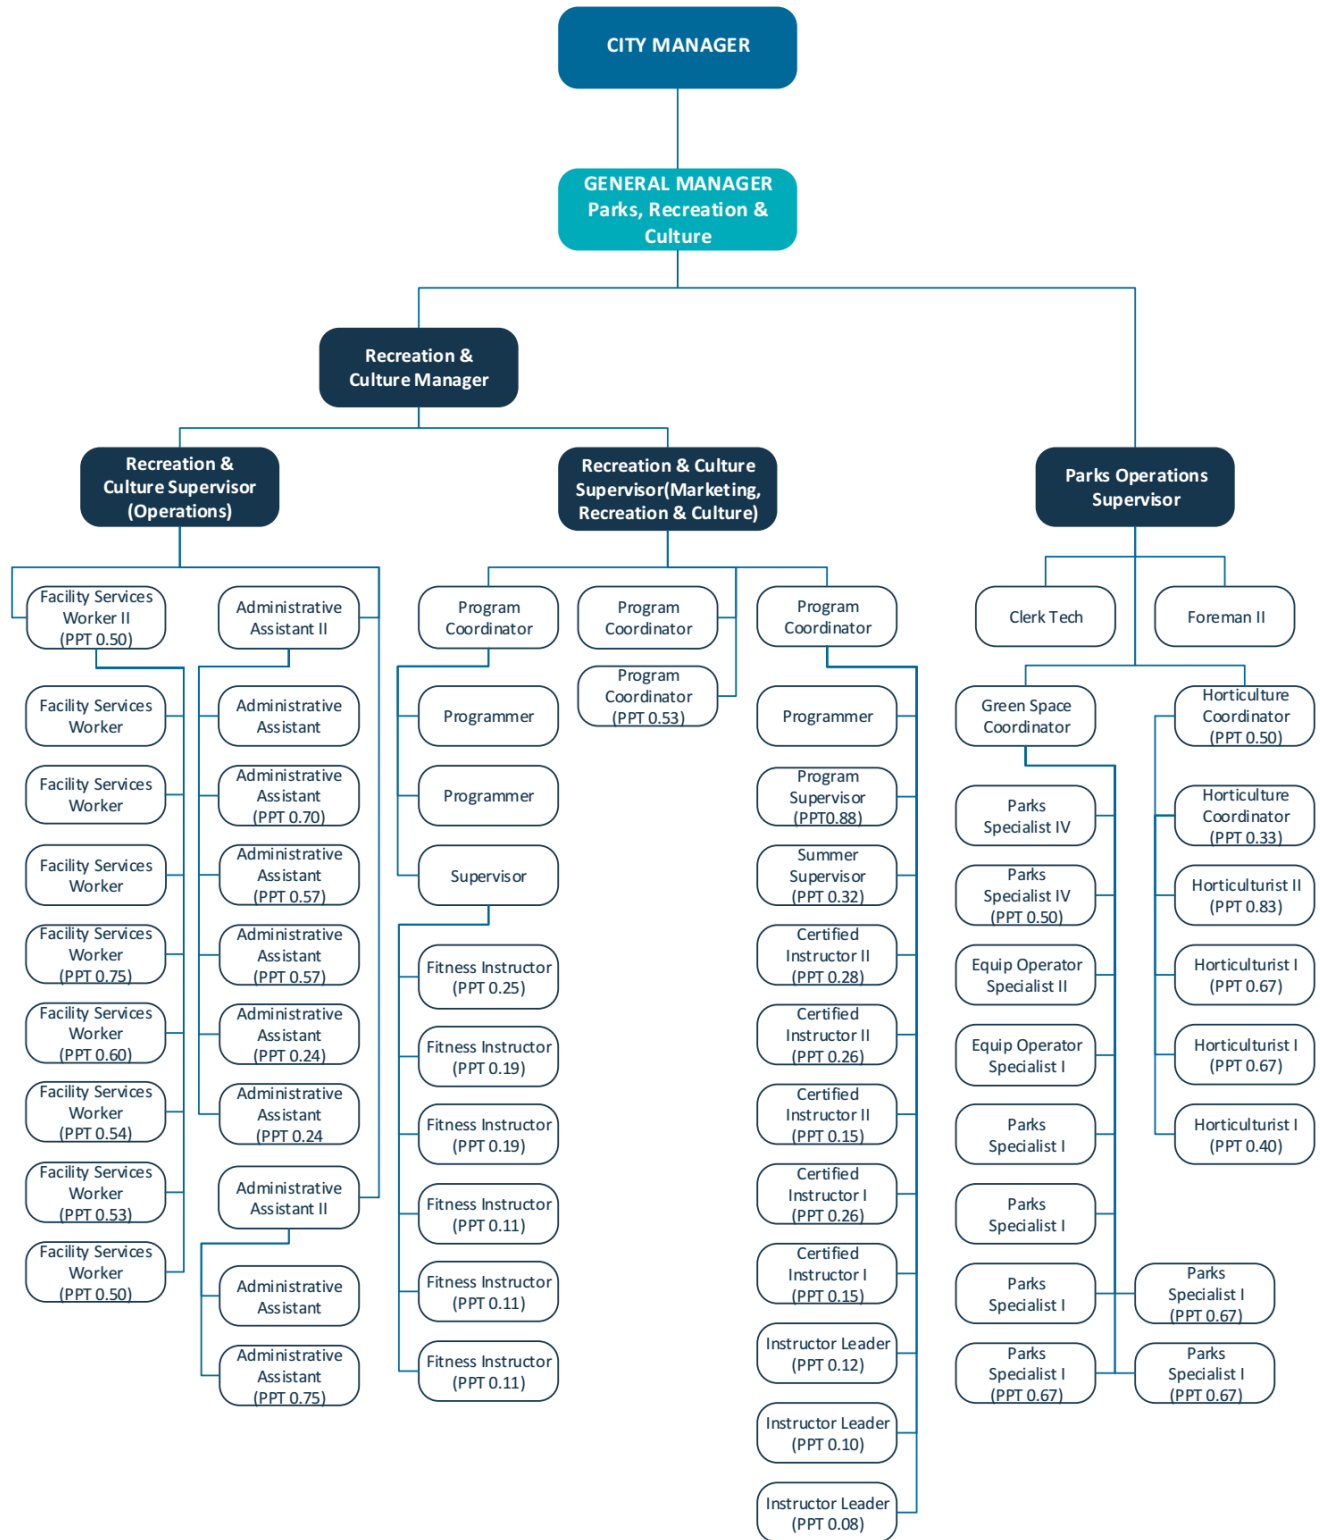 CITY MANAGER
GENERAL MANAGER
Parks, Recreation &
Culture
Recreation &
Culture Manager
Recreation &
Culture Supervisor
(Operations)
Recreation & Culture
Supervisor(Marketing,
Recreation & Culture)
Parks Operations
Supervisor
Facility Services
Worker II
(PPT 0.50)
Facility Services
Worker
Facility Services
Worker
Facility Services
Worker
Facility Services
Worker
(PPT 0.75)
Facility Services
Worker
(PPT 0.60)
Facility Services
Worker
(PPT 0.54)
Facility Services
Worker
(PPT 0.53)
Facility Services
Worker
(PPT 0.50)
Administrative
Assistant II
Administrative
Assistant
Administrative
Assistant
(PPT 0.70)
Administrative
Assistant
(PPT 0.57)
Administrative
Assistant
(PPT 0.57)
Administrative
Assistant
(PPT 0.24)
Administrative
Assistant
(PPT 0.24
Administrative
Assistant II
Administrative
Assistant
Administrative
Assistant
(PPT 0.75)
Program
Coordinator
Programmer
Programmer
Supervisor
Fitness Instructor
(PPT 0.25)
Fitness Instructor
(PPT 0.19)
Fitness Instructor
(PPT 0.19)
Fitness Instructor
(PPT 0.11)
Fitness Instructor
(PPT 0.11)
Fitness Instructor
(PPT 0.11)
Program
Coordinator
Program
Coordinator
(PPT 0.53)
Program
Coordinator
Programmer
Program
Supervisor
(PPT0.88)
Summer
Supervisor
(PPT 0.32)
Certified
Instructor II
(PPT 0.28)
Certified
Instructor II
(PPT 0.26)
Certified
Instructor II
(PPT 0.15)
Certified
Instructor I
(PPT 0.26)
Certified
Instructor I
(PPT 0.15)
Instructor Leader
(PPT 0.12)
Instructor Leader
(PPT 0.10)
Instructor Leader
(PPT 0.08)
Clerk Tech
Foreman II
Green Space
Coordinator
Parks
Specialist IV
Parks
Specialist IV
(PPT 0.50)
Equip Operator
Specialist II
Equip Operator
Specialist I
Parks
Specialist I
Parks
Specialist I
Parks
Specialist I
Parks
Specialist I
(PPT 0.67)
Parks
Specialist I
(PPT 0.67)
Parks
Specialist I
(PPT 0.67)
Horticulture
Coordinator
(PPT 0.50)
Horticulture
Coordinator
(PPT 0.33)
Horticulturist II
(PPT 0.83)
Horticulturist I
(PPT 0.67)
Horticulturist I
(PPT 0.67)
Horticulturist I
(PPT 0.40)